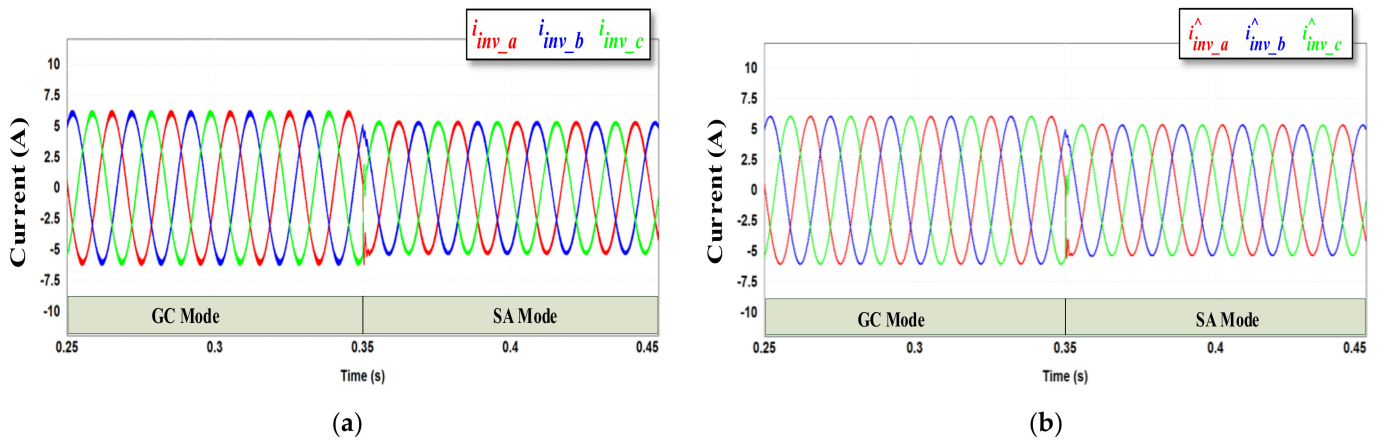 i_inv_a i_inv_b i_inv_c
10
7.5
5
2.5
0
-2.5
-5
-7.5
-10
Current (A)
GC Mode SA Mode
0.25 0.3 0.35 0.4 0.45
Time (s)
(a)
i^_inv_a i^_inv_b i^_inv_c
10
7.5
5
2.5
0
-2.5
-5
-7.5
-10
Current (A)
GC Mode SA Mode
0.25 0.3 0.35 0.4 0.45
Time (s)
(b)